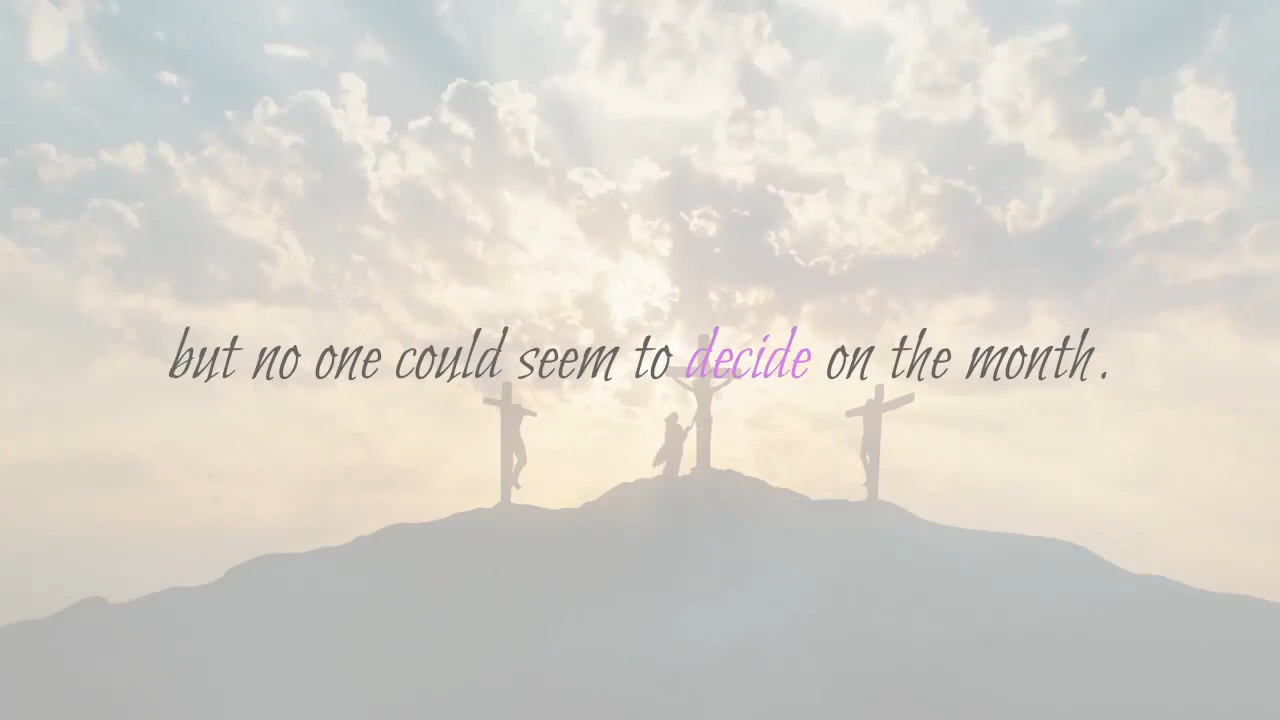 but no one could seem to decide on the month.